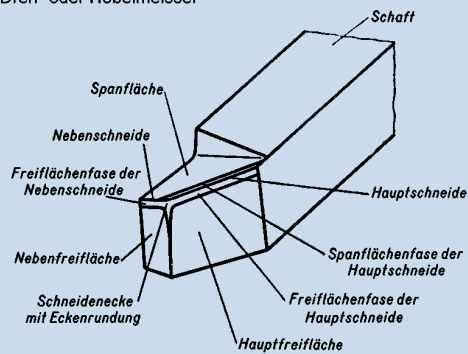 Dreh- oder Hobelmeissel
Schaft
Spanfläche
Nebenschneide
Freiflächenfase der
Nebenschneide
Hauptschneide
Nebenfreifläche
Spanflächenfase der
Hauptschneide
Schneidenecke
mit Eckenrundung
Freiflächenfase der
Hauptschneide
Hauptfreifläche